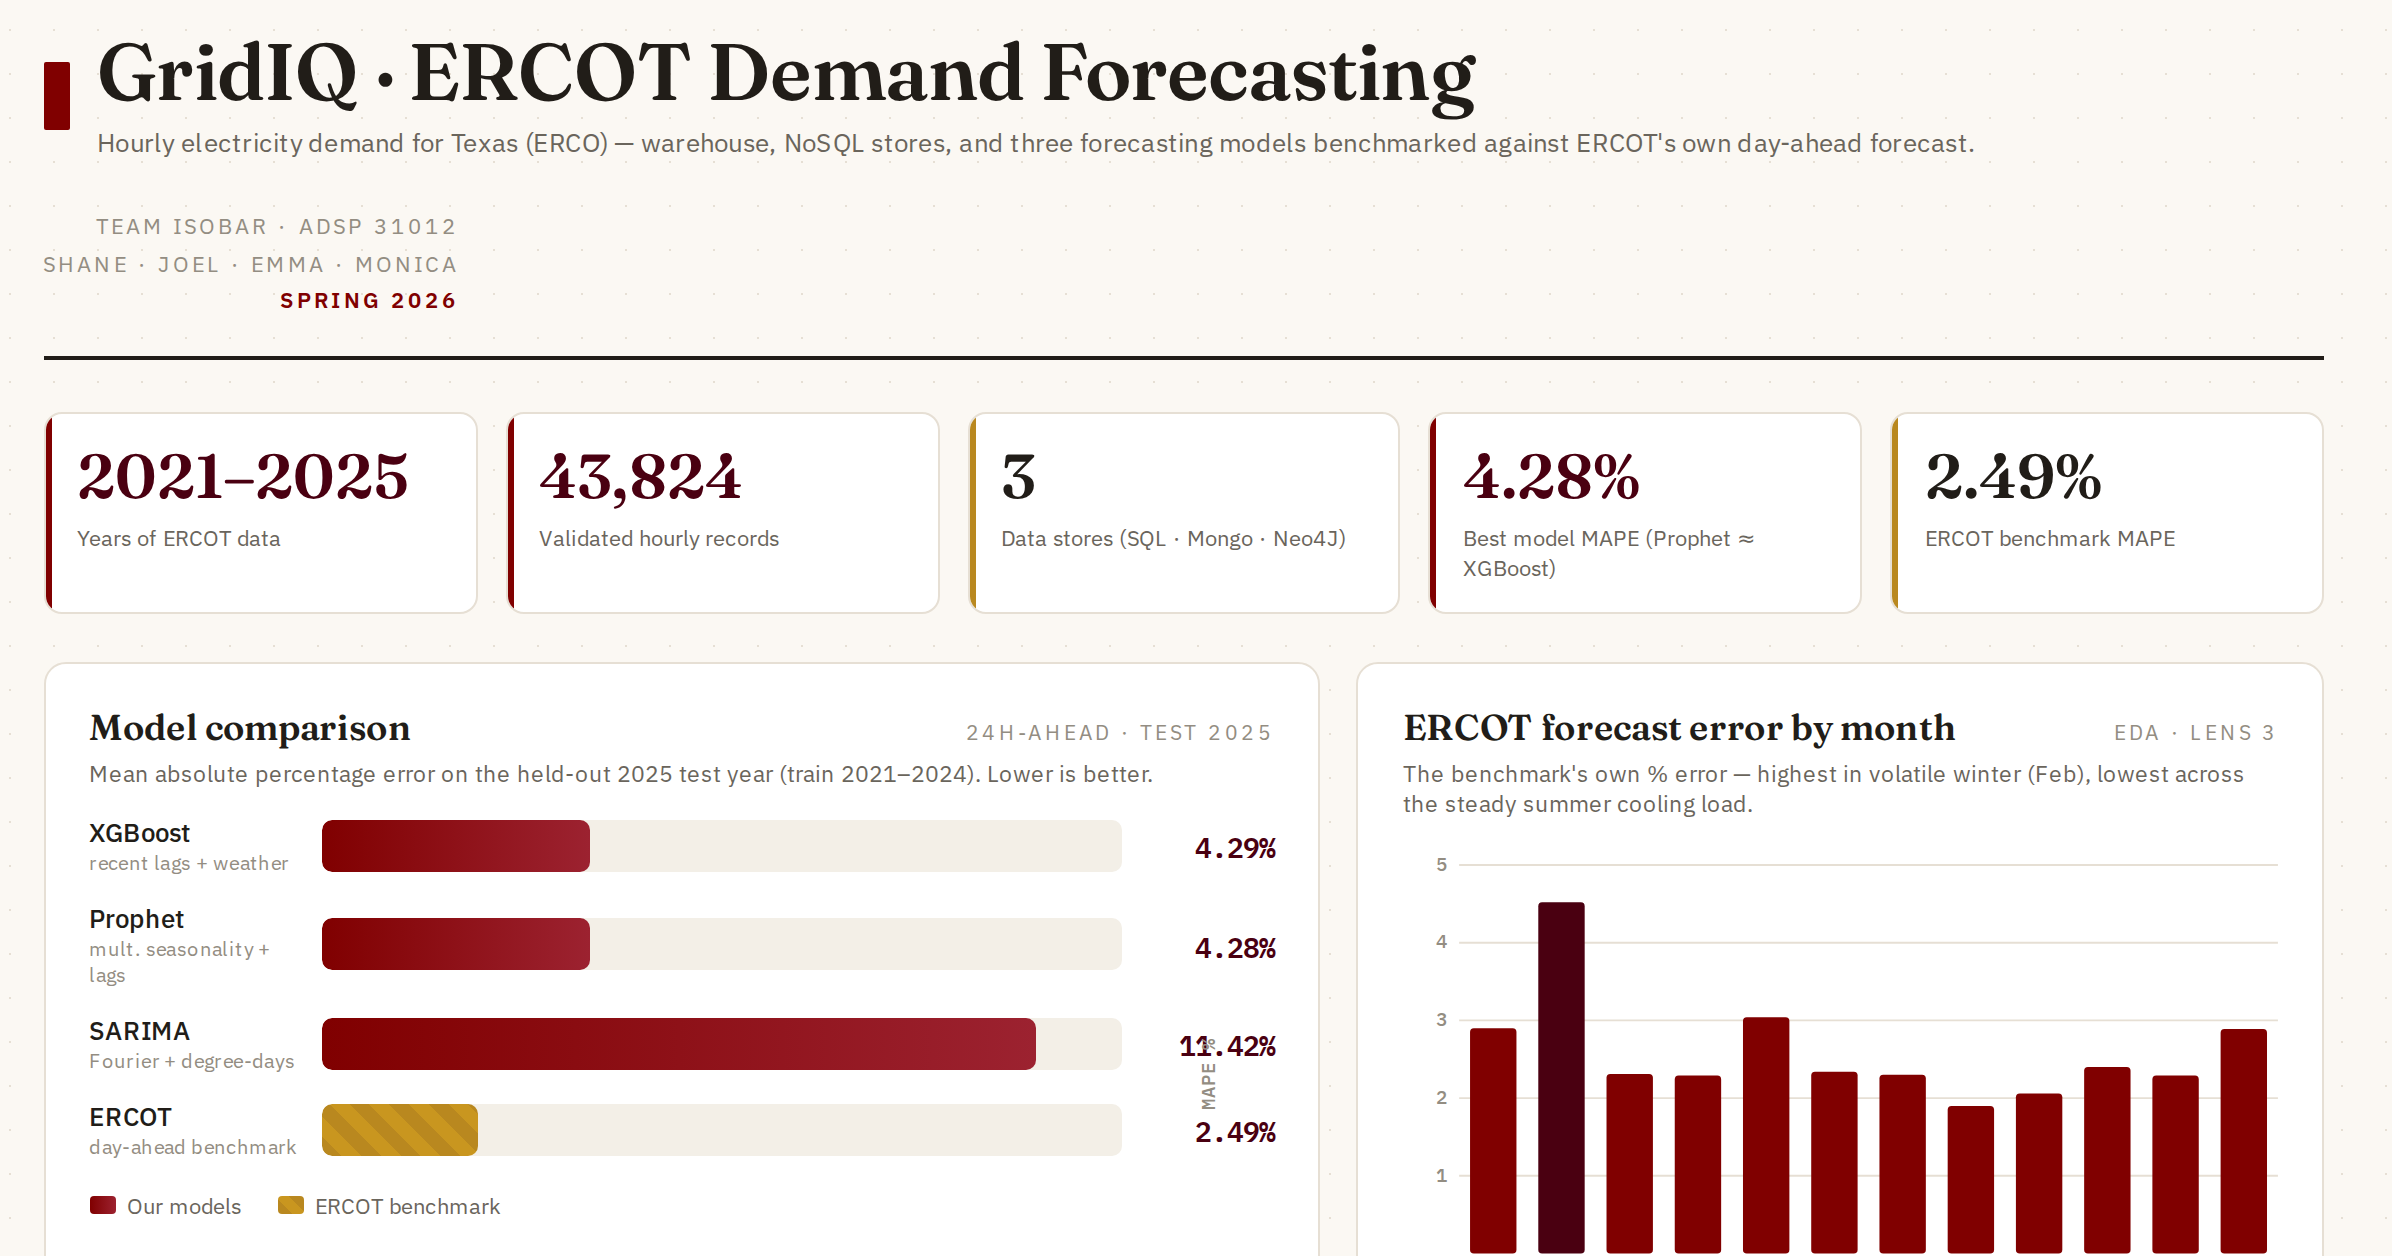 GridIQ · ERCOT Demand Forecasting
Hourly electricity demand for Texas (ERCO) — warehouse, NoSQL stores, and three forecasting models benchmarked against ERCOT's own day-ahead forecast.
TEAM ISOBAR · ADSP 31012
SHANE · JOEL · EMMA · MONICA
SPRING 2026
2021–2025
Years of ERCOT data
43,824
Validated hourly records
3
Data stores (SQL · Mongo · Neo4J)
4.28%
Best model MAPE (Prophet ≈
XGBoost)
2.49%
ERCOT benchmark MAPE
Model comparison
24H-AHEAD · TEST 2025
Mean absolute percentage error on the held-out 2025 test year (train 2021–2024). Lower is better.
XGBoost
recent lags + weather
4.29%
Prophet
mult. seasonality +
lags
4.28%
SARIMA
Fourier + degree-days
11.42%
ERCOT
day-ahead benchmark
2.49%
Our models
ERCOT benchmark
ERCOT forecast error by month
EDA · LENS 3
The benchmark's own % error — highest in volatile winter (Feb), lowest across
the steady summer cooling load.
MAPE %
5
4
3
2
1